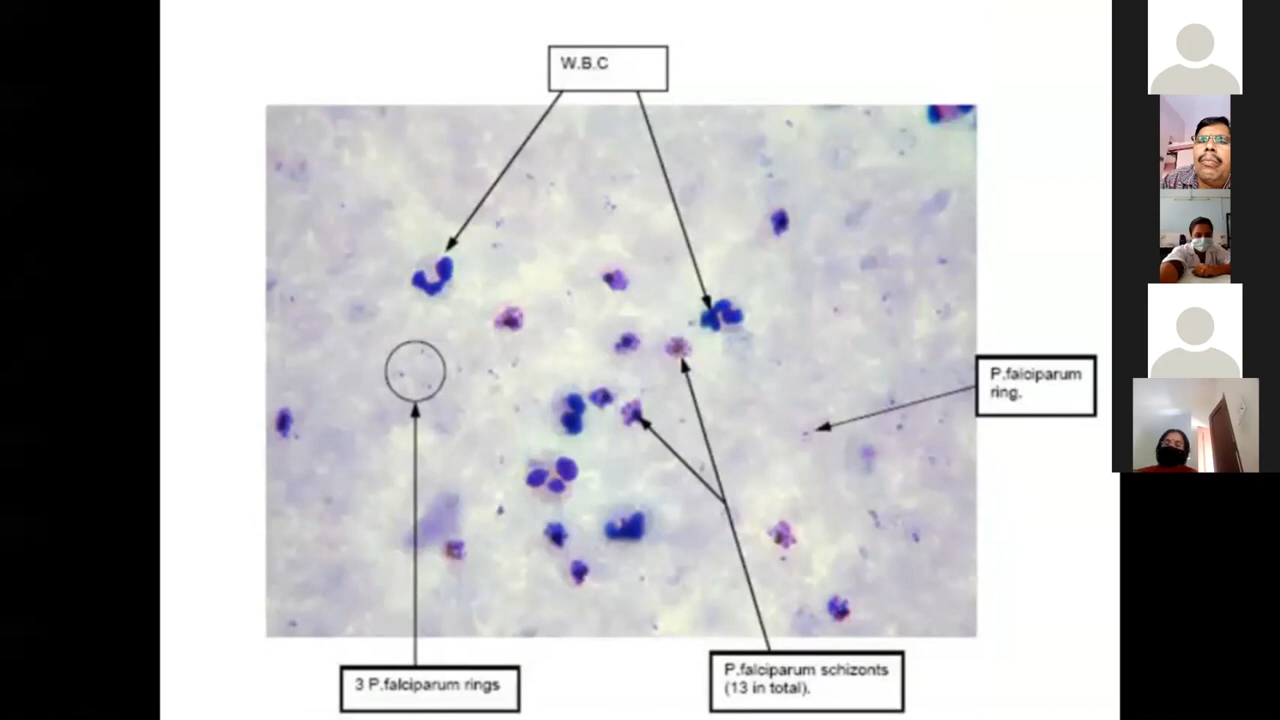 W.B.C
P.falciparum
ring.
3 P.falciparum rings
P.falciparum schizonts
(13 in total).